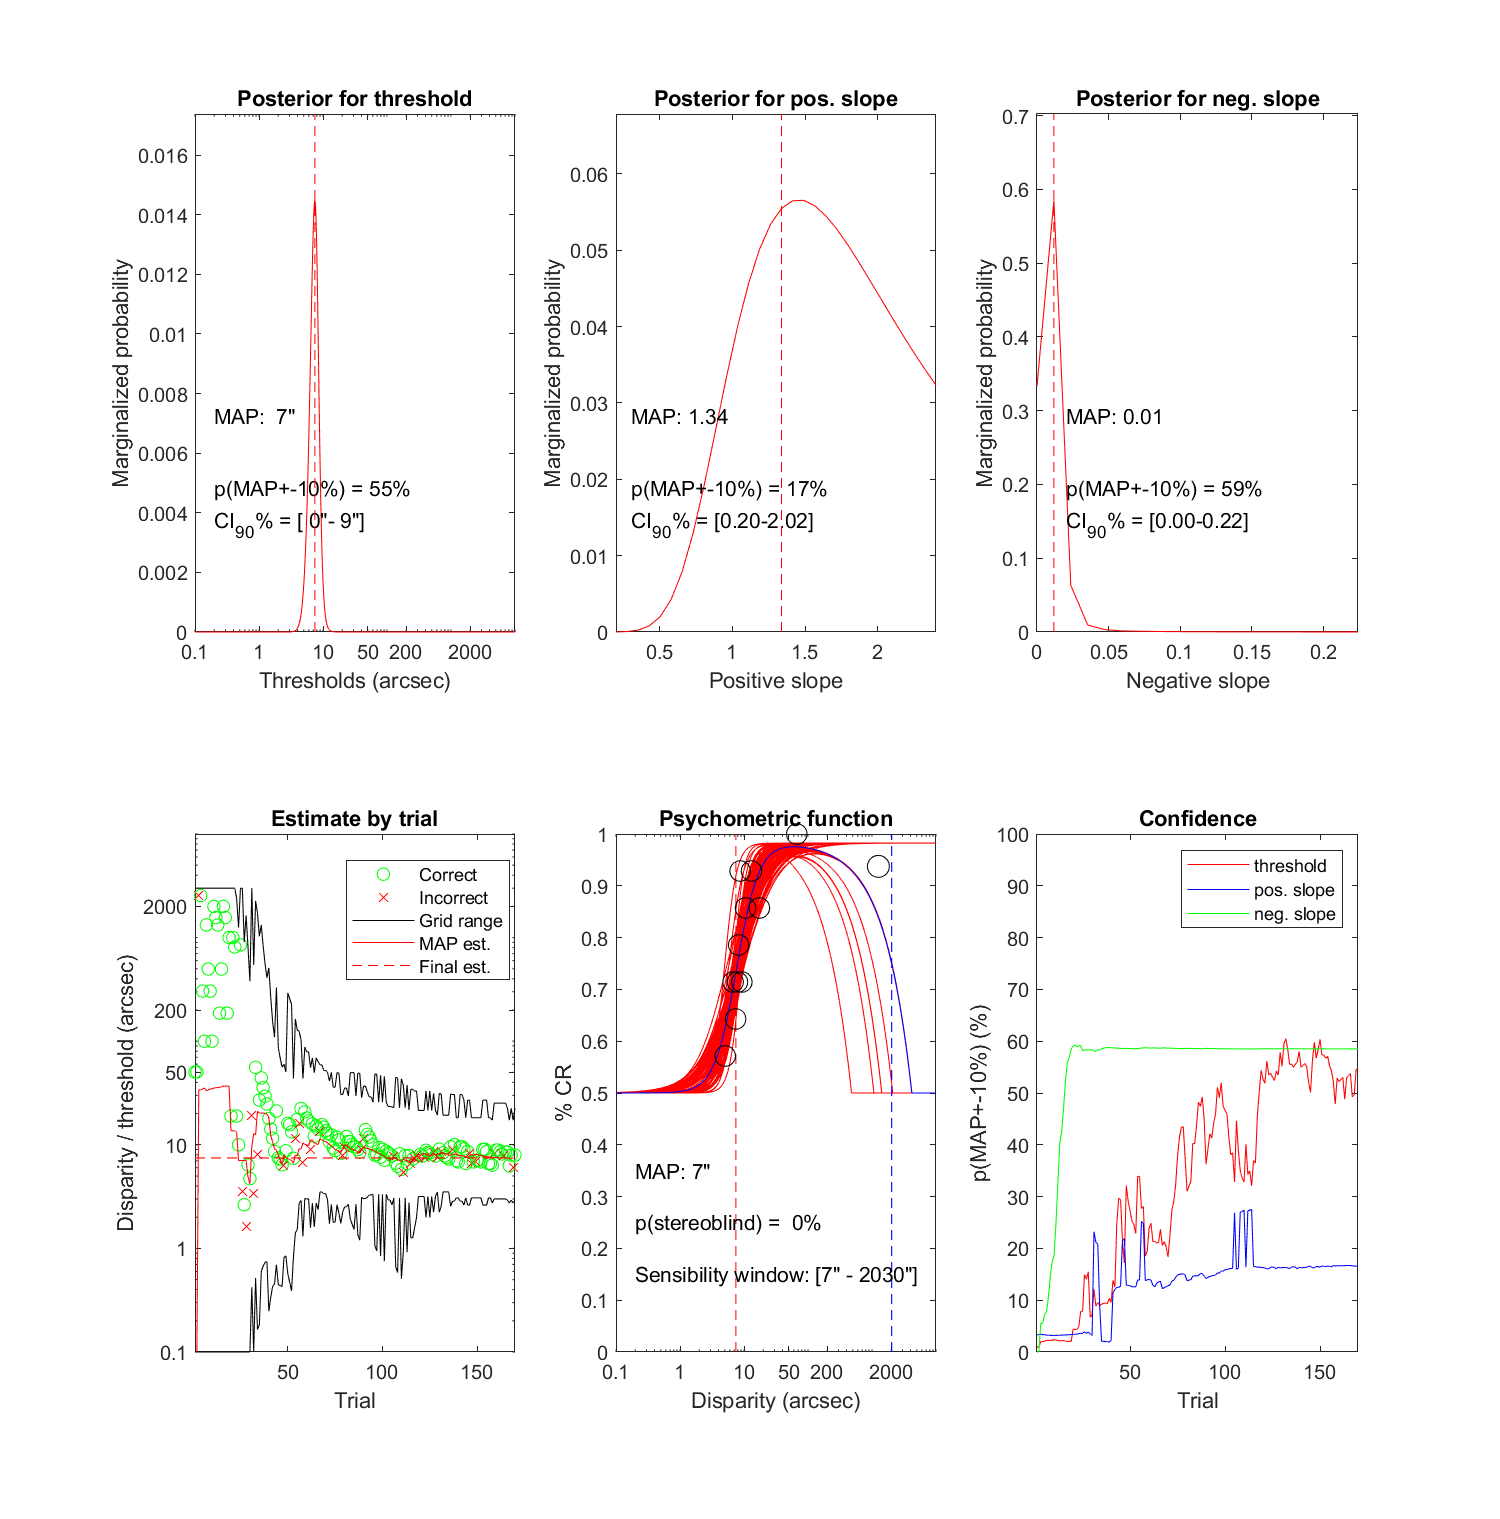 Posterior for threshold
0.016
0.014
0.012
0.01
0.008
0.006
0.004
0.002
0
Marginalized probability
MAP:  7"
p(MAP+-10%) = 55%
CI90% = [ 0"- 9"]
0.1 1 10 50 200 2000
Thresholds (arcsec)
Posterior for pos. slope
0.06
0.05
0.04
0.03
0.02
0.01
0
Marginalized probability
MAP: 1.34
p(MAP+-10%) = 17%
CI90% = [0.20-2.02]
0.5 1 1.5 2
Positive slope
Posterior for neg. slope
0.7
0.6
0.5
0.4
0.3
0.2
0.1
0
Marginalized probability
MAP: 0.01
p(MAP+-10%) = 59%
CI90% = [0.00-0.22]
0 0.05 0.1 0.15 0.2
Negative slope
Estimate by trial
2000
200
50
10
1
0.1
Disparity / threshold (arcsec)
Correct
Incorrect
Grid range
MAP est.
Final est.
50 100 150
Trial
Psychometric function
1
0.9
0.8
0.7
0.6
0.5
0.4
0.3
0.2
0.1
0
% CR
MAP: 7"
p(stereoblind) =  0%
Sensibility window: [7" - 2030"]
0.1 1 10 50 200 2000
Disparity (arcsec)
Confidence
100
90
80
70
60
50
40
30
20
10
0
p(MAP+-10%) (%)
threshold
pos. slope
neg. slope
50 100 150
Trial